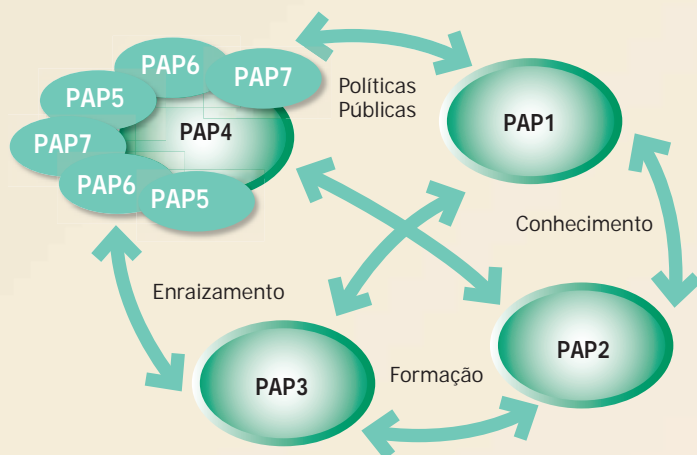 PAP6
PAP7
PAP5
PAP4
PAP7
PAP6
PAP5
Políticas
Públicas
PAP1
Conhecimento
Enraizamento
PAP2
Formação
PAP3